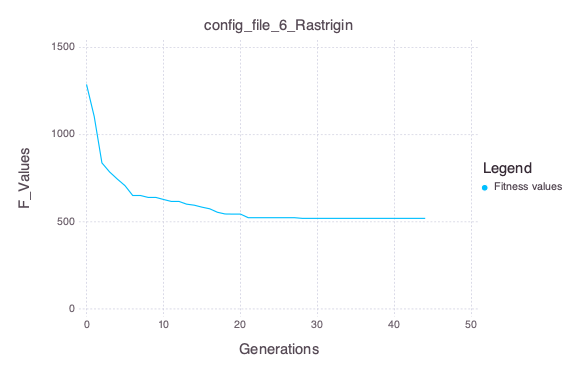 config_file_6_Rastrigin
1500
1000
500
0
F_Values
0 10 20 30 40 50
Generations
Legend
Fitness values